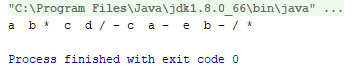 "C:\Program Files\Java\jdk1.8.0_66\bin\java" ...
a b * c d / - c a - e b - / *
Process finished with exit code 0